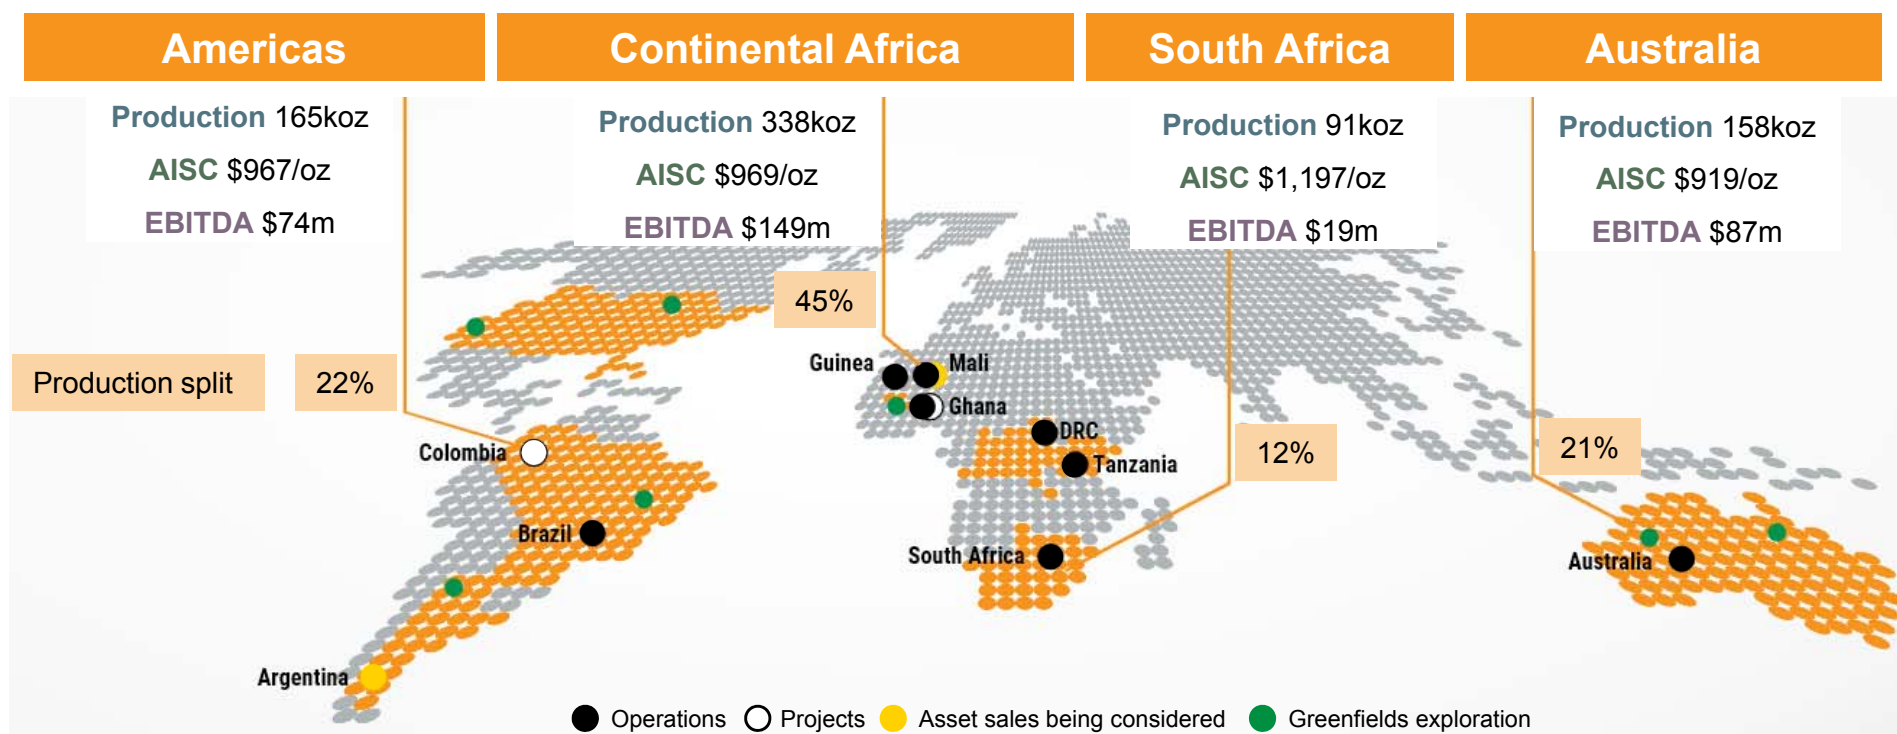 Americas
Continental Africa
South Africa
Australia
Production 165koz
AISC $967/oz
EBITDA $74m
Production 338koz
AISC $969/oz
EBITDA $149m
Production 91koz
AISC $1,197/oz
EBITDA $19m
Production 158koz
AISC $919/oz
EBITDA $87m
Production split
22%
45%
12%
21%
Guinea
Mali
Ghana
DRC
Tanzania
South Africa
Colombia
Brazil
Argentina
Australia
Operations
Projects
Asset sales being considered
Greenfields exploration